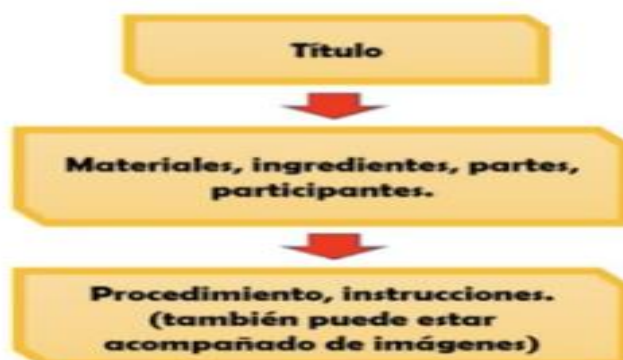 Título
Materiales, ingredientes, partes,
participantes.
Procedimiento, instrucciones.
(también puede estar
acompañado de imágenes)